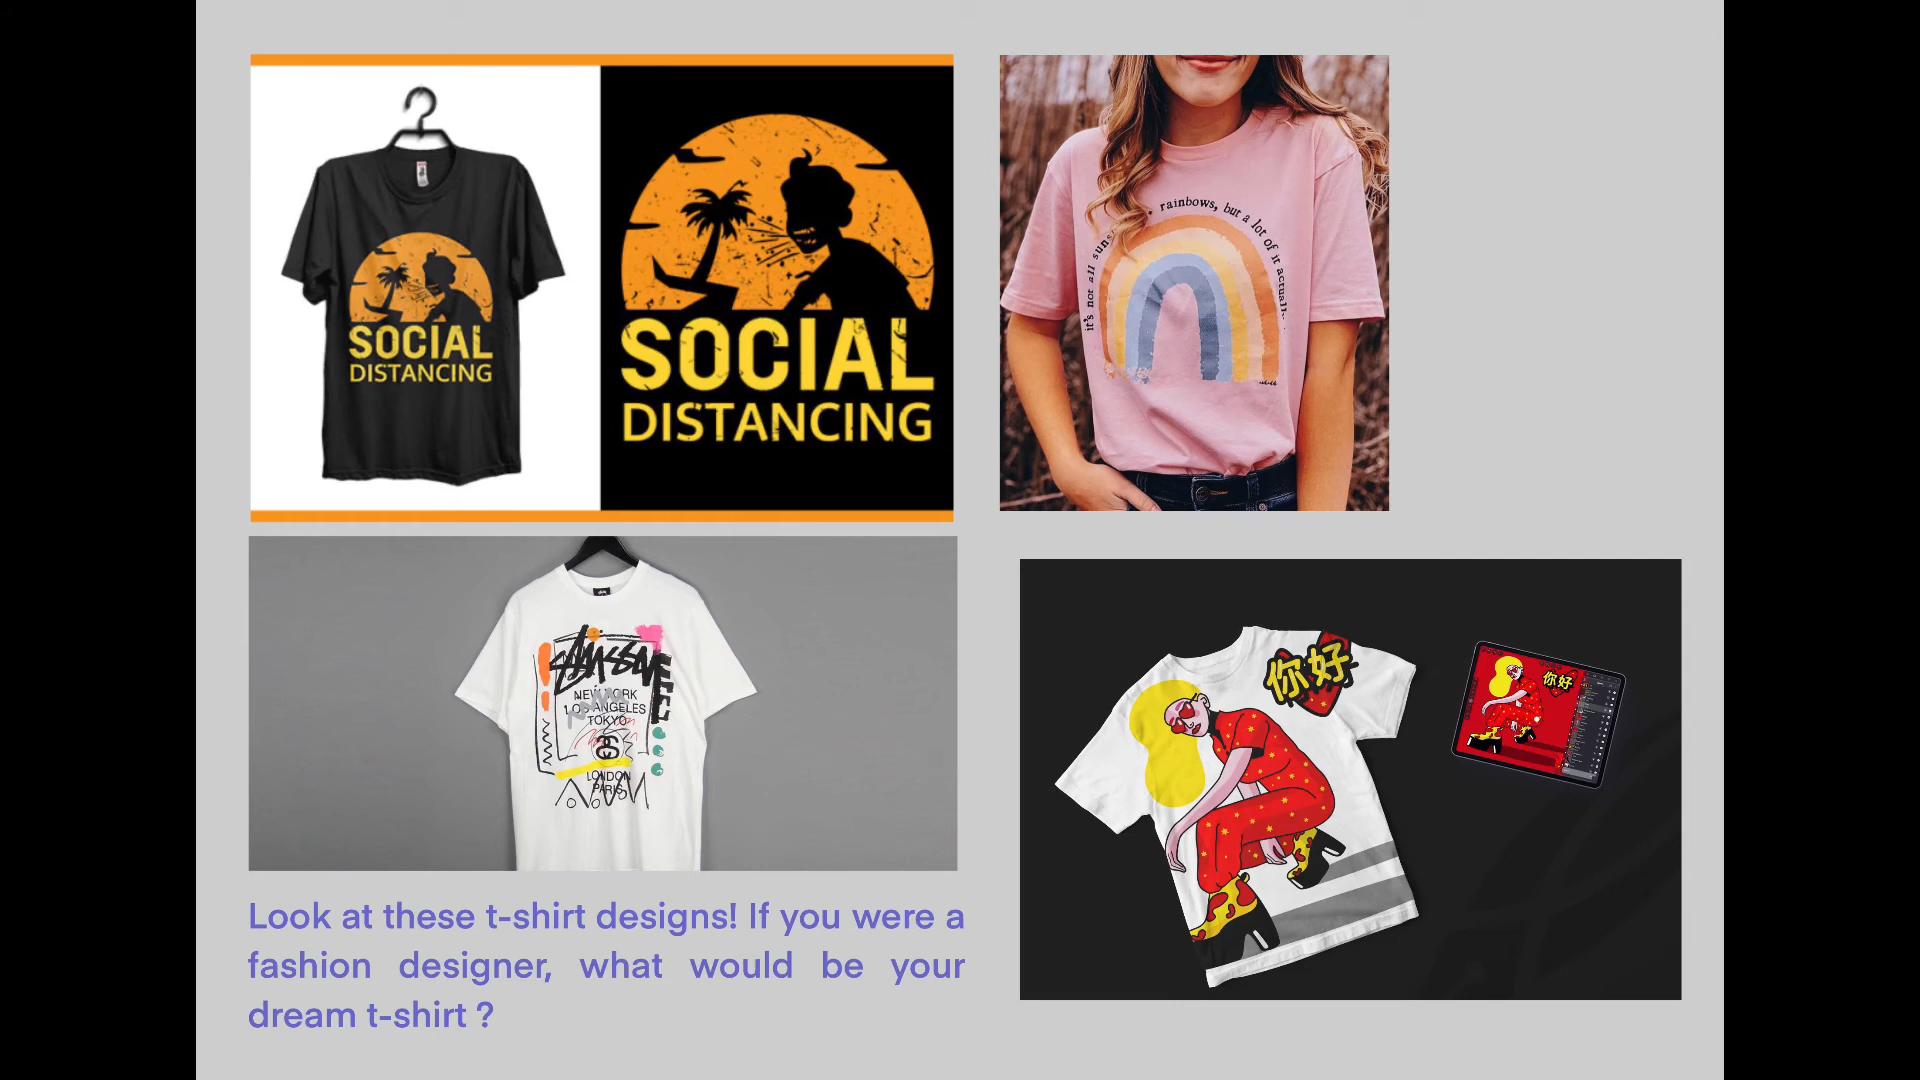 SOCIAL
DISTANCING
SOCIAL
DISTANCING
it's not all rainbows, but a lot of it
STUSSY
NEW YORK
LOS ANGELES
TOKYO
LONDON
PARIS
你好
你好
Look at these t-shirt designs! If you were a
fashion designer, what would be your
dream t-shirt ?